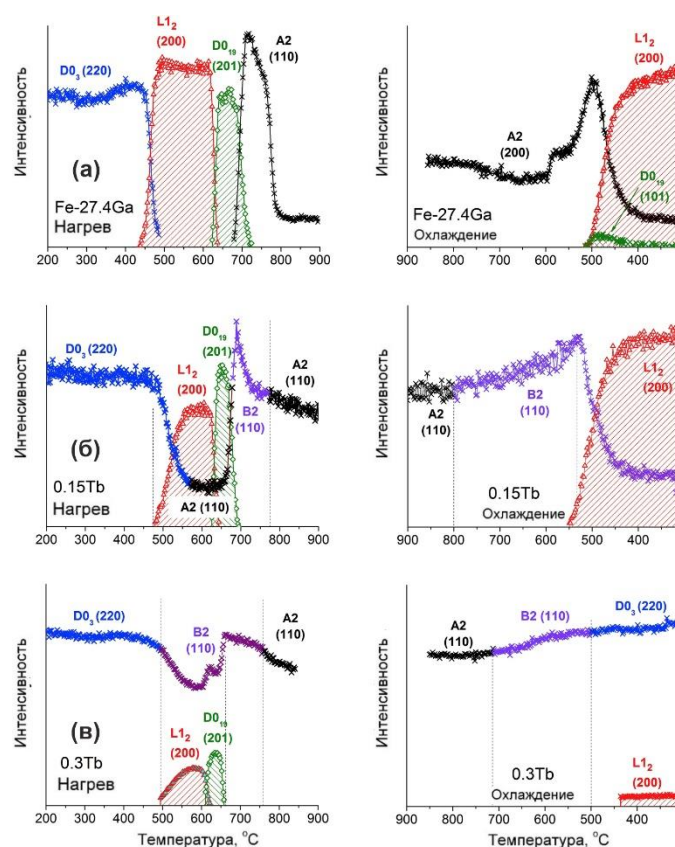 Интенсивность
D0₃ (220)
L1₂
(200)
D0₁₉
(201)
A2
(110)
(а)
Fe-27.4Ga
Нагрев
200 300 400 500 600 700 800 900
Интенсивность
A2
(200)
L1₂
(200)
D0₁₉
(101)
Fe-27.4Ga
Охлаждение
900 800 700 600 500 400
Интенсивность
D0₃ (220)
L1₂
(200)
D0₁₉
(201)
B2
(110)
A2
(110)
(б)
0.15Tb
Нагрев
A2 (110)
200 300 400 500 600 700 800 900
Интенсивность
A2
(110)
B2
(110)
L1₂
(200)
0.15Tb
Охлаждение
900 800 700 600 500 400
Интенсивность
D0₃ (220)
B2
(110)
A2
(110)
L1₂
(200)
D0₁₉
(201)
(в)
0.3Tb
Нагрев
200 300 400 500 600 700 800 900
Температура, °C
Интенсивность
A2
(110)
B2 (110)
D0₃ (220)
L1₂
(200)
0.3Tb
Охлаждение
900 800 700 600 500 400
Температура, °C